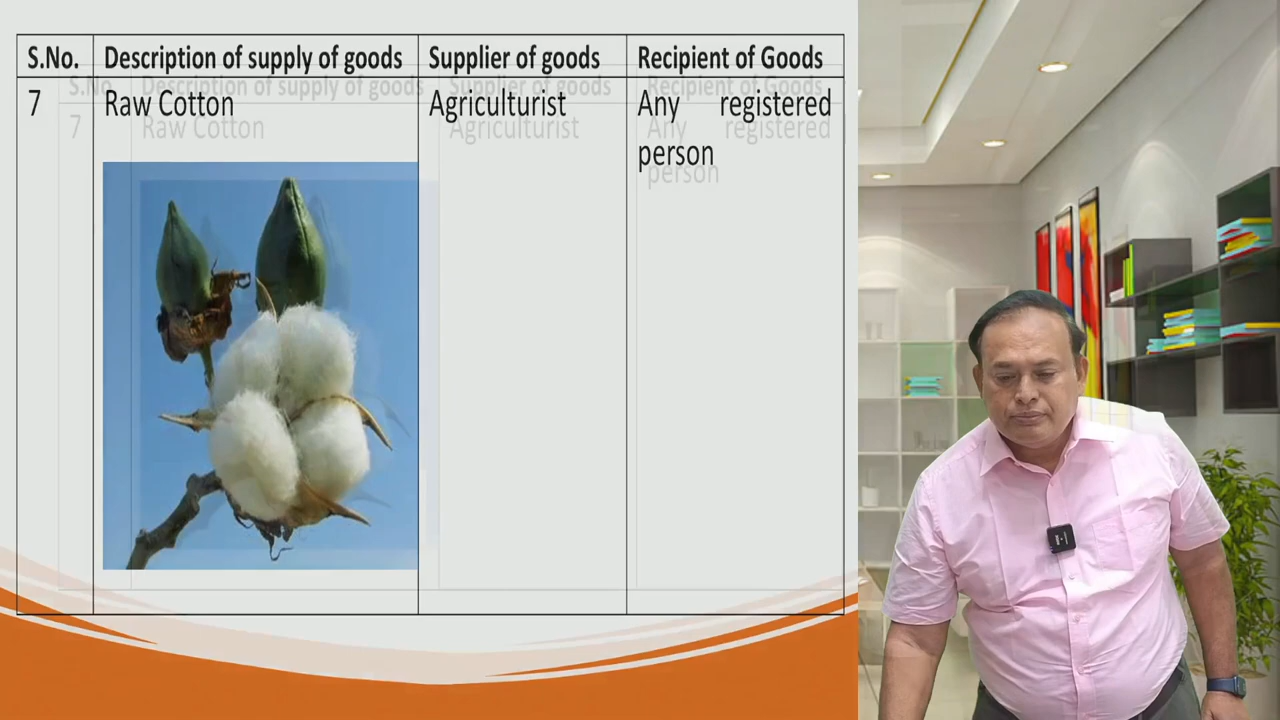 S.No. Description of supply of goods Supplier of goods Recipient of Goods
7 Raw Cotton Agriculturist Any registered
person